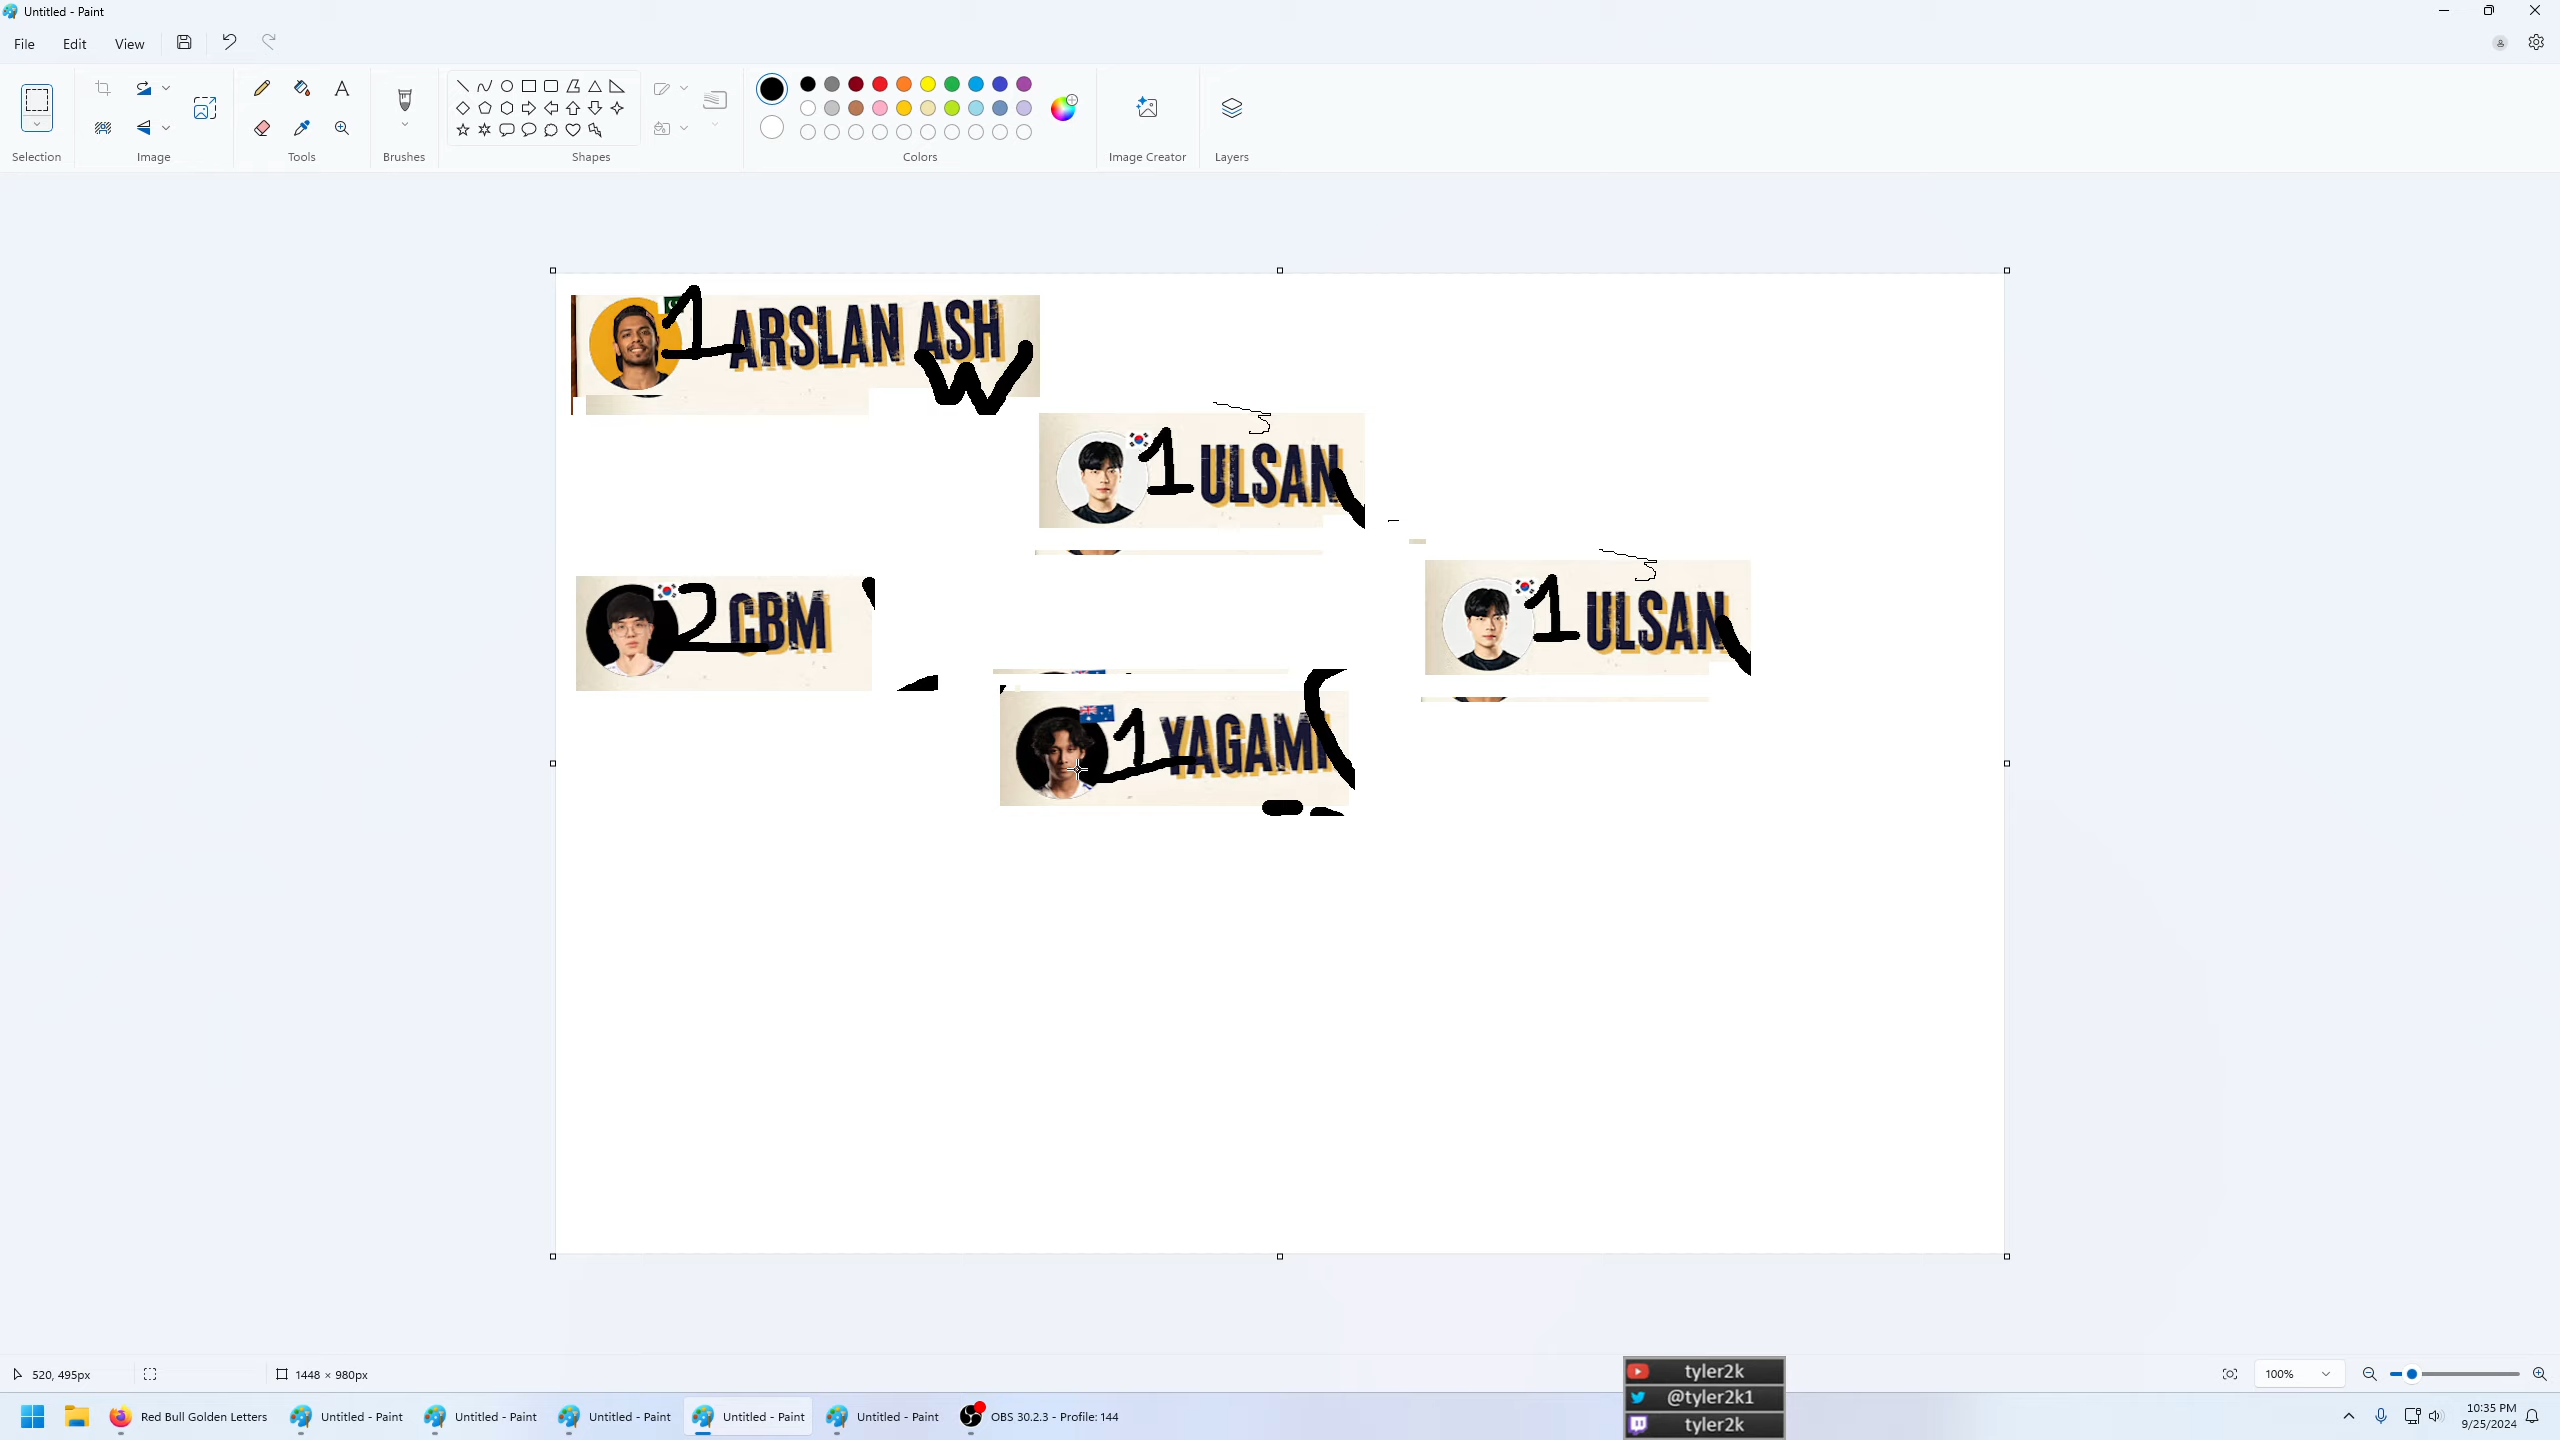 Untitled - Paint
File Edit View
Selection Image Tools Brushes Shapes Colors Image Creator Layers
1 ARSLAN ASH
W
1 ULSAN
2 CBM
1 ULSAN
1 YAGAMI
520, 495px 1448 × 980px 100%
tyler2k
@tyler2k1
tyler2k
Red Bull Golden Letters Untitled - Paint Untitled - Paint Untitled - Paint Untitled - Paint Untitled - Paint OBS 30.2.3 - Profile: 144
10:35 PM
9/25/2024